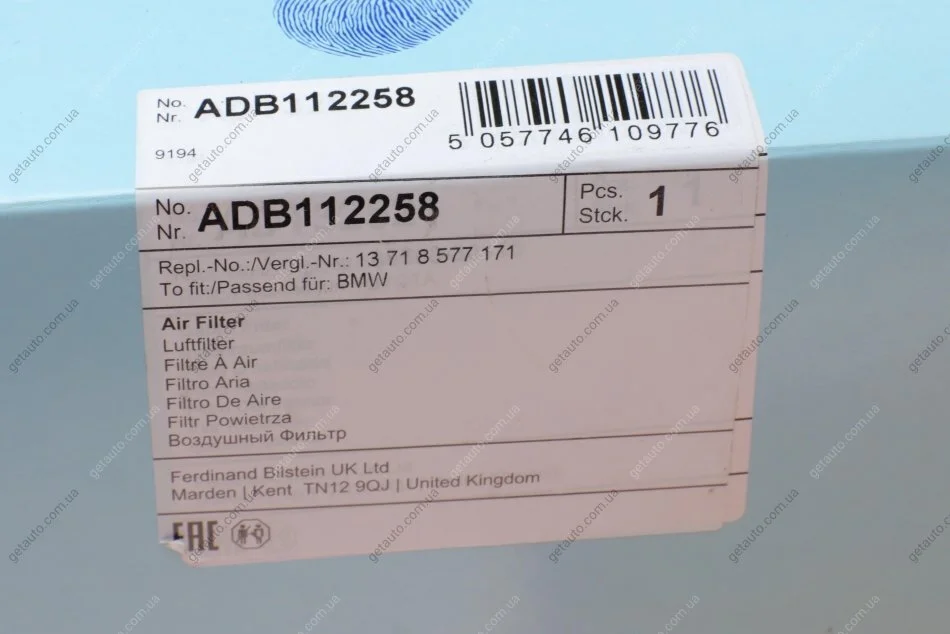 No. ADB112258
Nr.
9194
5 057746 109776
No. ADB112258
Nr.
Pcs. 1
Stck.
Repl.-No.:/Vergl.-Nr.: 13 71 8 577 171
To fit:/Passend für: BMW
Air Filter
Luftfilter
Filtre À Air
Filtro Aria
Filtro De Aire
Filtr Powietrza
Воздушный Фильтр
Ferdinand Bilstein UK Ltd
Marden | Kent TN12 9QJ | United Kingdom
EAC
getauto.com.ua